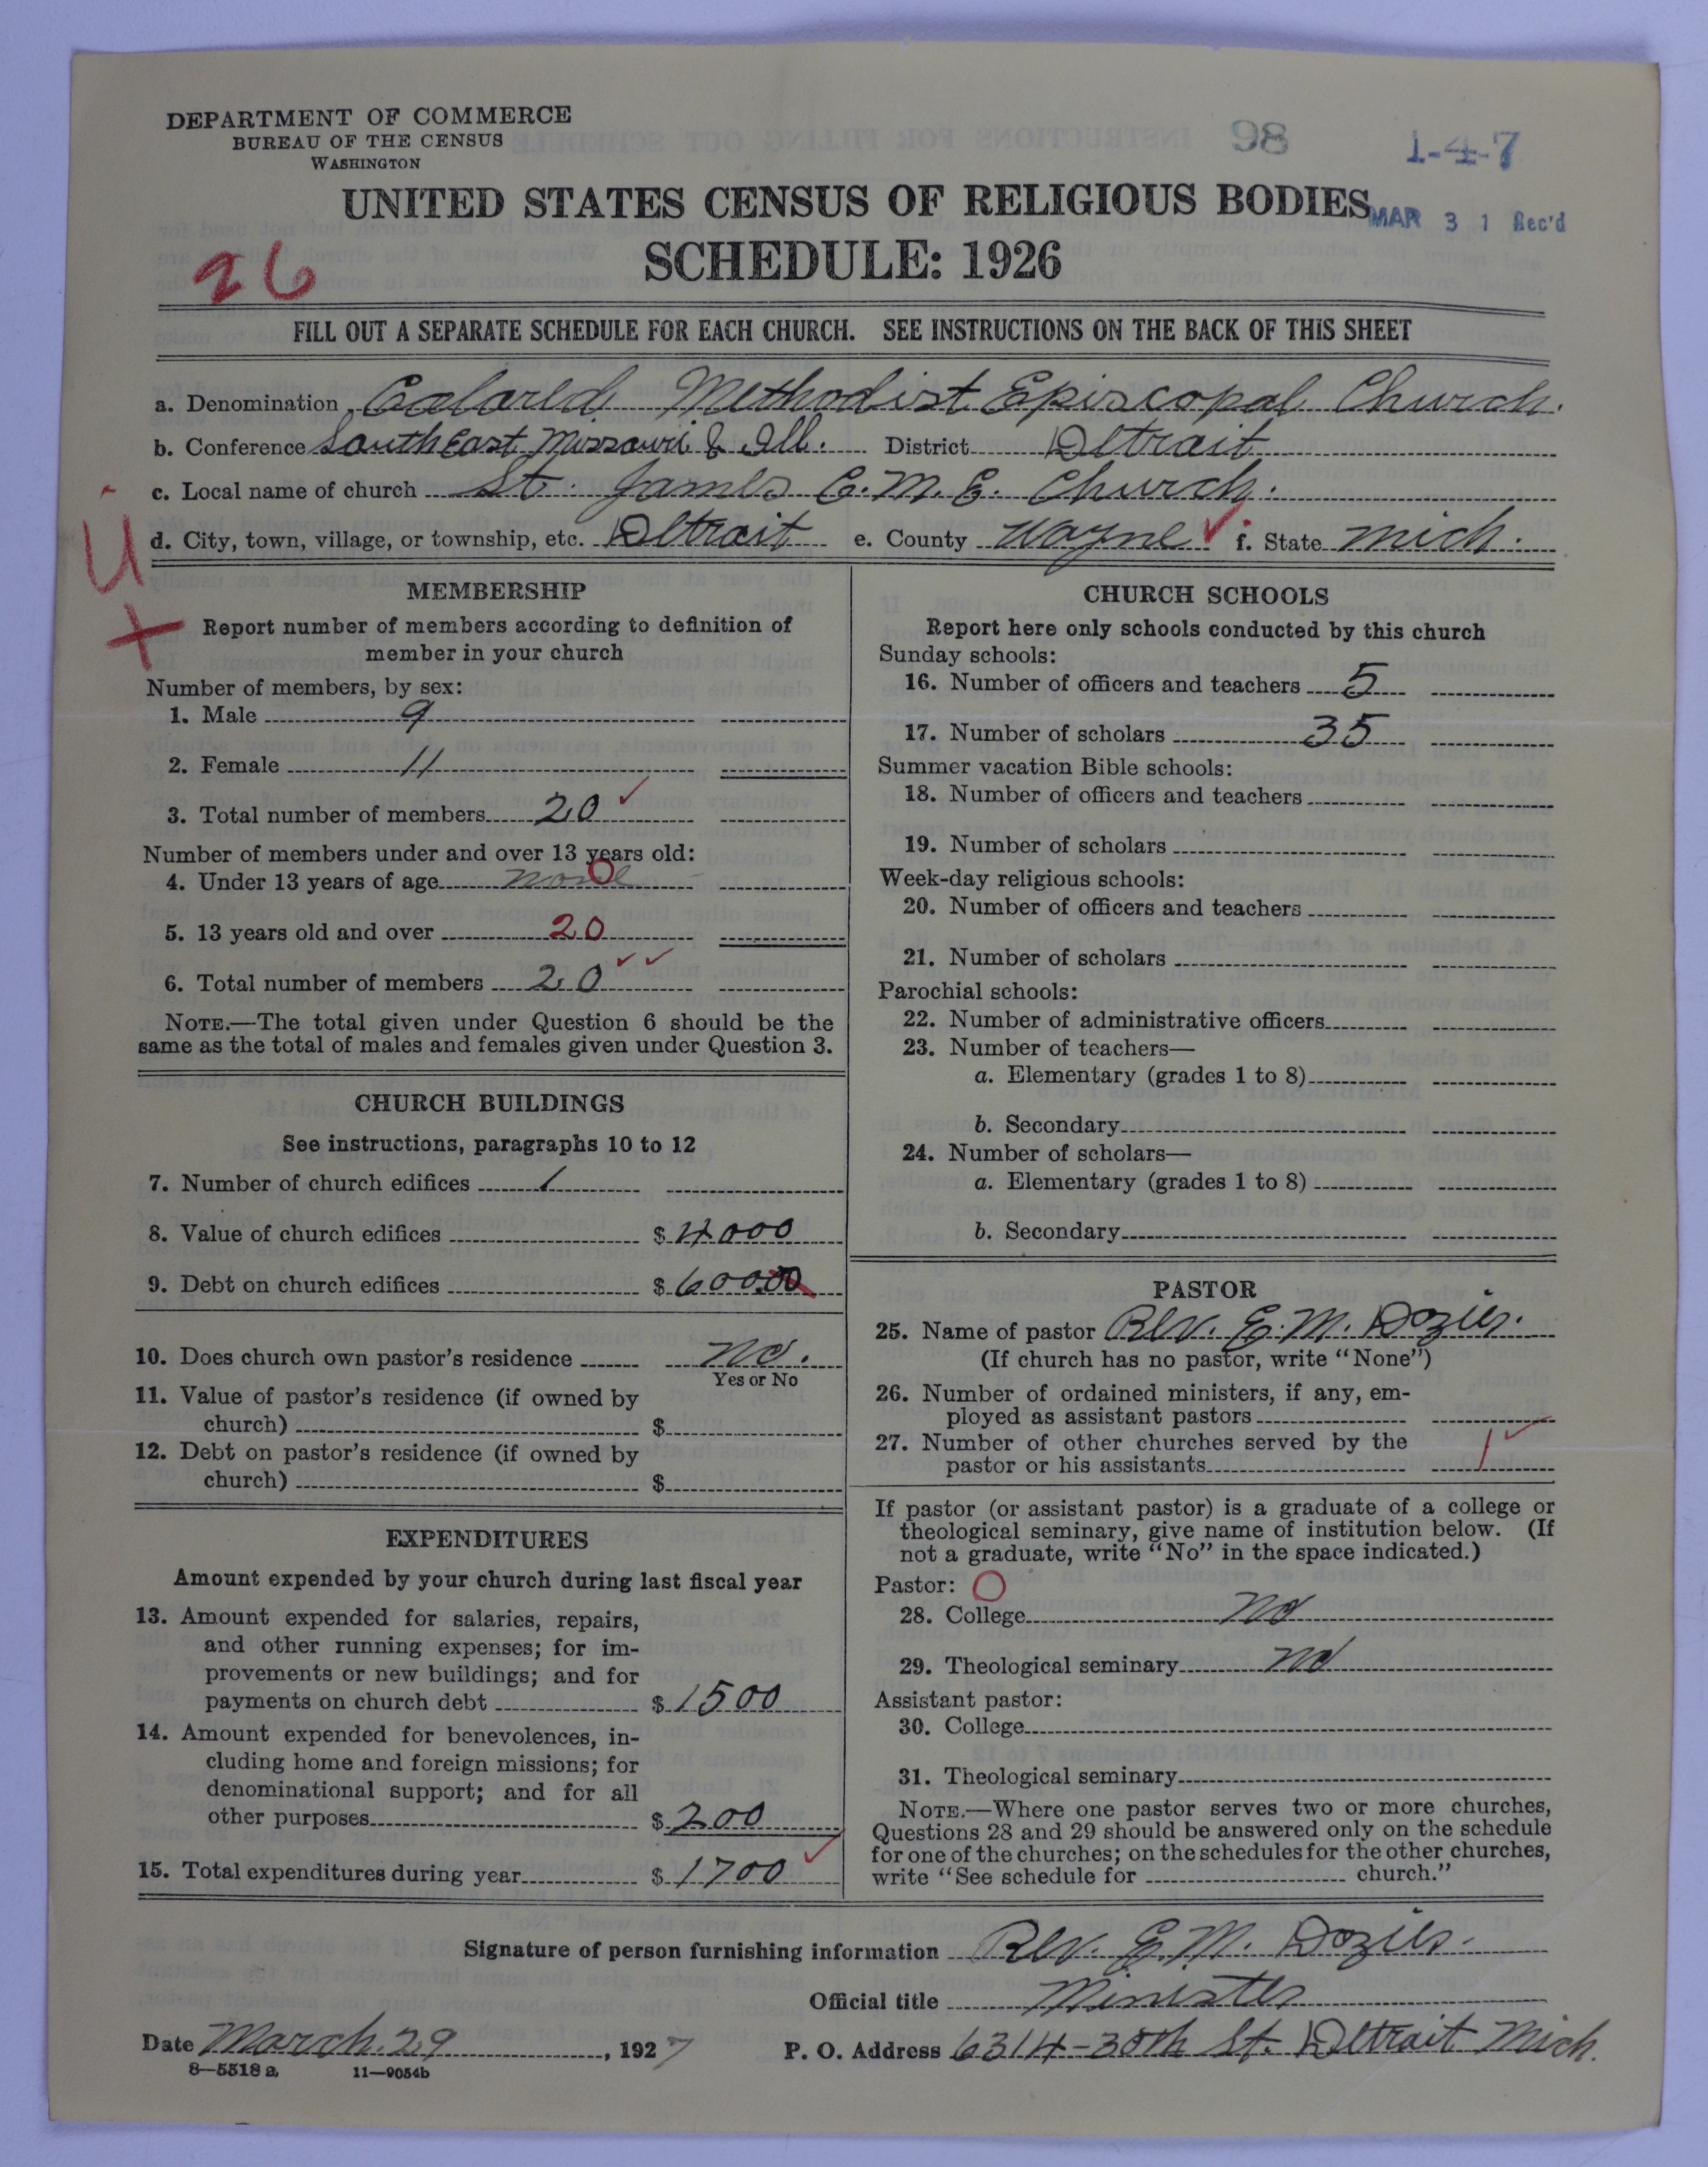 DEPARTMENT OF COMMERCE
BUREAU OF THE CENSUS
WASHINGTON
98
1-4-7
UNITED STATES CENSUS OF RELIGIOUS BODIES
MAR 31 Rec'd
SCHEDULE: 1926
26
FILL OUT A SEPARATE SCHEDULE FOR EACH CHURCH. SEE INSTRUCTIONS ON THE BACK OF THIS SHEET
a. Denomination Colored Methodist Episcopal Church.
b. Conference South East Missouri & Ill. District Detroit
c. Local name of church St. James C.M.E. Church.
d. City, town, village, or township, etc. Detroit e. County Wayne ✓ f. State Mich.
U
+
MEMBERSHIP
Report number of members according to definition of
member in your church
Number of members, by sex:
1. Male 9
2. Female 11
3. Total number of members 20 ✓
Number of members under and over 13 years old:
4. Under 13 years of age none O
5. 13 years old and over 20
6. Total number of members 20 ✓✓
NOTE.—The total given under Question 6 should be the
same as the total of males and females given under Question 3.
CHURCH BUILDINGS
See instructions, paragraphs 10 to 12
7. Number of church edifices 1
8. Value of church edifices $ 4000
9. Debt on church edifices $ 600.00
10. Does church own pastor's residence No.
Yes or No
11. Value of pastor's residence (if owned by
church) $
12. Debt on pastor's residence (if owned by
church) $
EXPENDITURES
Amount expended by your church during last fiscal year
13. Amount expended for salaries, repairs,
and other running expenses; for im-
provements or new buildings; and for
payments on church debt $ 1500
14. Amount expended for benevolences, in-
cluding home and foreign missions; for
denominational support; and for all
other purposes $ 200
15. Total expenditures during year $ 1700 ✓
CHURCH SCHOOLS
Report here only schools conducted by this church
Sunday schools:
16. Number of officers and teachers 5
17. Number of scholars 35
Summer vacation Bible schools:
18. Number of officers and teachers
19. Number of scholars
Week-day religious schools:
20. Number of officers and teachers
21. Number of scholars
Parochial schools:
22. Number of administrative officers
23. Number of teachers—
a. Elementary (grades 1 to 8)
b. Secondary
24. Number of scholars—
a. Elementary (grades 1 to 8)
b. Secondary
PASTOR
25. Name of pastor Rev. E. M. Dozier.
(If church has no pastor, write "None")
26. Number of ordained ministers, if any, em-
ployed as assistant pastors
27. Number of other churches served by the
pastor or his assistants 1 ✓
If pastor (or assistant pastor) is a graduate of a college or
theological seminary, give name of institution below. (If
not a graduate, write "No" in the space indicated.)
Pastor: O
28. College No
29. Theological seminary No
Assistant pastor:
30. College
31. Theological seminary
NOTE.—Where one pastor serves two or more churches,
Questions 28 and 29 should be answered only on the schedule
for one of the churches; on the schedules for the other churches,
write "See schedule for church."
Signature of person furnishing information Rev. E. M. Dozier.
Official title Minister
Date March. 29, 1927 P. O. Address 6314-30th St. Detroit Mich.
8—5518 a 11—9054b